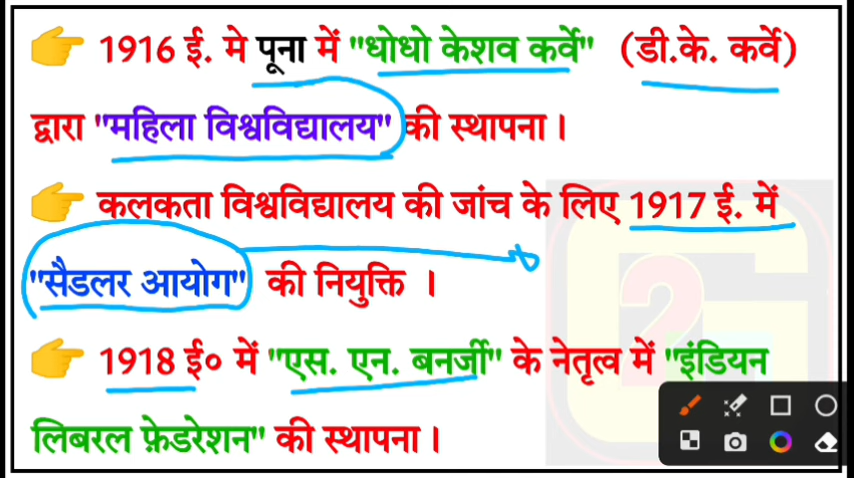 👉 1916 ई. मे पूना में "धोधो केशव कर्वे" (डी.के. कर्वे)
द्वारा "महिला विश्वविद्यालय" की स्थापना।
👉 कलकता विश्वविद्यालय की जांच के लिए 1917 ई. में
"सैडलर आयोग" की नियुक्ति ।
👉 1918 ई० में "एस. एन. बनर्जी" के नेतृत्व में "इंडियन
लिबरल फ़ेडरेशन" की स्थापना।
2G